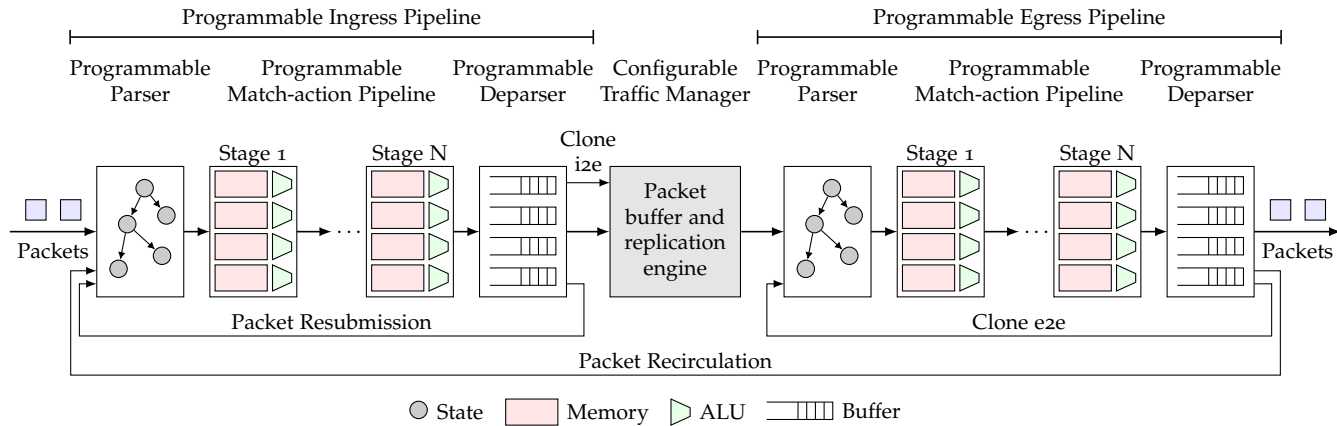 Programmable Ingress Pipeline
Programmable Egress Pipeline
Programmable
Parser
Programmable
Match-action Pipeline
Programmable
Deparser
Configurable
Traffic Manager
Programmable
Parser
Programmable
Match-action Pipeline
Programmable
Deparser
Stage 1
Stage N
Clone
i2e
Stage 1
Stage N
Packets
...
Packet
buffer and
replication
engine
...
Packets
Packet Resubmission
Clone e2e
Packet Recirculation
State
Memory
ALU
Buffer